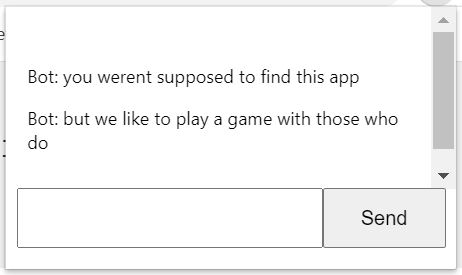 Bot: you werent supposed to find this app
Bot: but we like to play a game with those who
do
Send